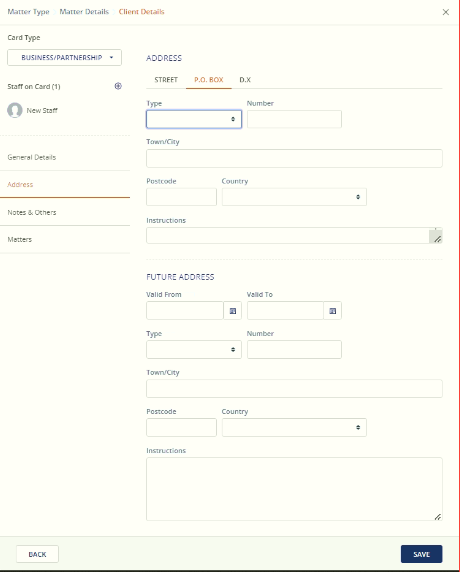 Matter Type Matter Details Client Details
Card Type
BUSINESS/PARTNERSHIP
Staff on Card (1)
New Staff
General Details
Address
Notes & Others
Matters
ADDRESS
STREET P.O. BOX D.X
Type Number
Town/City
Postcode Country
Instructions
FUTURE ADDRESS
Valid From Valid To
Type Number
Town/City
Postcode Country
Instructions
BACK SAVE